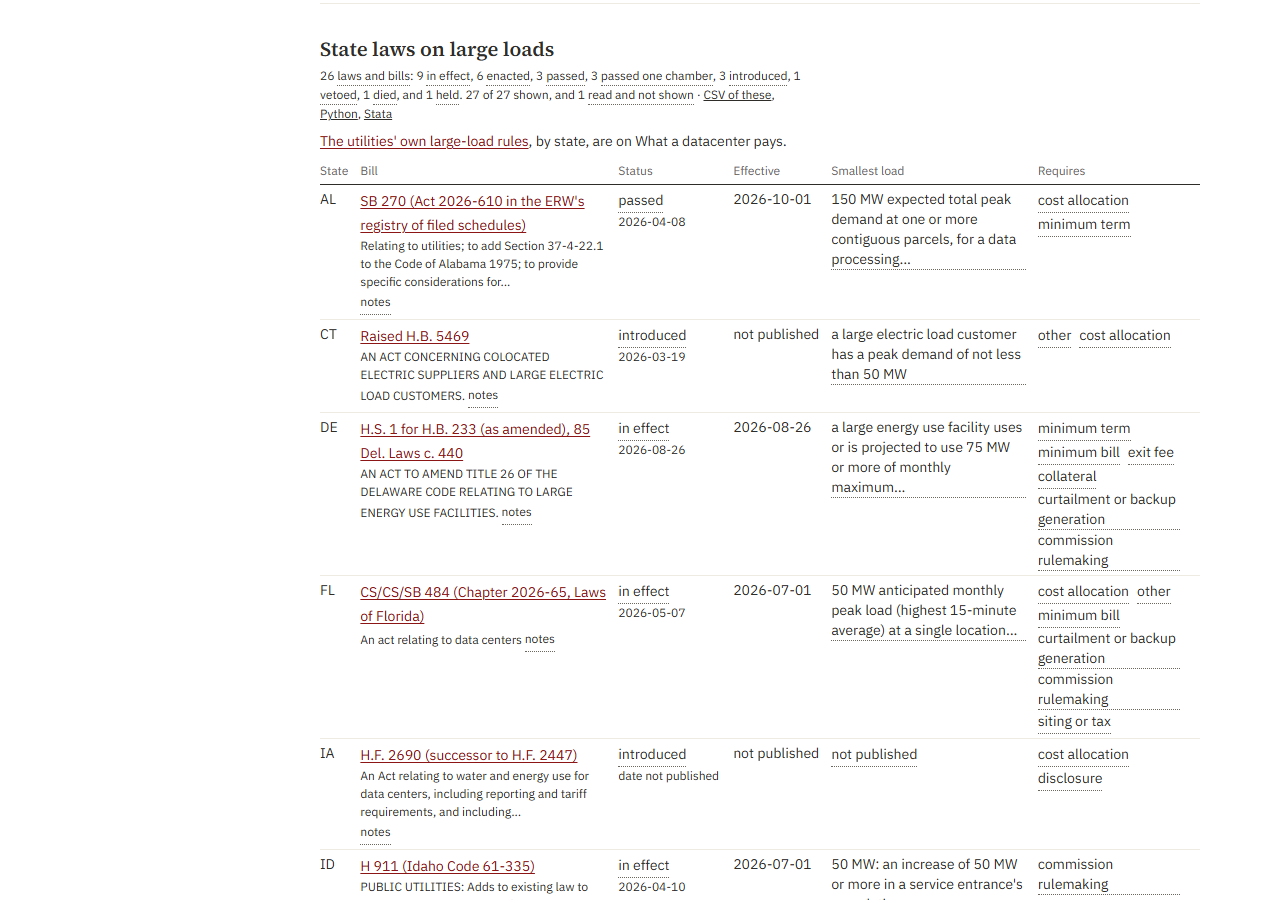 State laws on large loads
26 laws and bills: 9 in effect, 6 enacted, 3 passed, 3 passed one chamber, 3 introduced, 1
vetoed, 1 died, and 1 held. 27 of 27 shown, and 1 read and not shown · CSV of these,
Python, Stata
The utilities' own large-load rules, by state, are on What a datacenter pays.
State Bill Status Effective Smallest load Requires
AL
SB 270 (Act 2026-610 in the ERW's
registry of filed schedules)
Relating to utilities; to add Section 37-4-22.1
to the Code of Alabama 1975; to provide
specific considerations for...
notes
passed
2026-04-08
2026-10-01
150 MW expected total peak
demand at one or more
contiguous parcels, for a data
processing...
cost allocation
minimum term
CT
Raised H.B. 5469
AN ACT CONCERNING COLOCATED
ELECTRIC SUPPLIERS AND LARGE ELECTRIC
LOAD CUSTOMERS. notes
introduced
2026-03-19
not published
a large electric load customer
has a peak demand of not less
than 50 MW
other cost allocation
DE
H.S. 1 for H.B. 233 (as amended), 85
Del. Laws c. 440
AN ACT TO AMEND TITLE 26 OF THE
DELAWARE CODE RELATING TO LARGE
ENERGY USE FACILITIES. notes
in effect
2026-08-26
2026-08-26
a large energy use facility uses
or is projected to use 75 MW
or more of monthly
maximum...
minimum term
minimum bill exit fee
collateral
curtailment or backup
generation
commission
rulemaking
FL
CS/CS/SB 484 (Chapter 2026-65, Laws
of Florida)
An act relating to data centers notes
in effect
2026-05-07
2026-07-01
50 MW anticipated monthly
peak load (highest 15-minute
average) at a single location...
cost allocation other
minimum bill
curtailment or backup
generation
commission
rulemaking
siting or tax
IA
H.F. 2690 (successor to H.F. 2447)
An Act relating to water and energy use for
data centers, including reporting and tariff
requirements, and including...
notes
introduced
date not published
not published
not published
cost allocation
disclosure
ID
H 911 (Idaho Code 61-335)
PUBLIC UTILITIES: Adds to existing law to
in effect
2026-04-10
2026-07-01
50 MW: an increase of 50 MW
or more in a service entrance's
commission
rulemaking